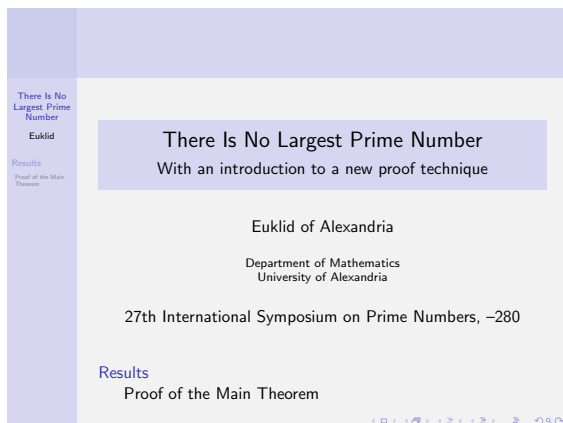 There Is No
Largest Prime
Number
Euklid
Results
Proof of the Main
Theorem
There Is No Largest Prime Number
With an introduction to a new proof technique
Euklid of Alexandria
Department of Mathematics
University of Alexandria
27th International Symposium on Prime Numbers, –280
Results
Proof of the Main Theorem